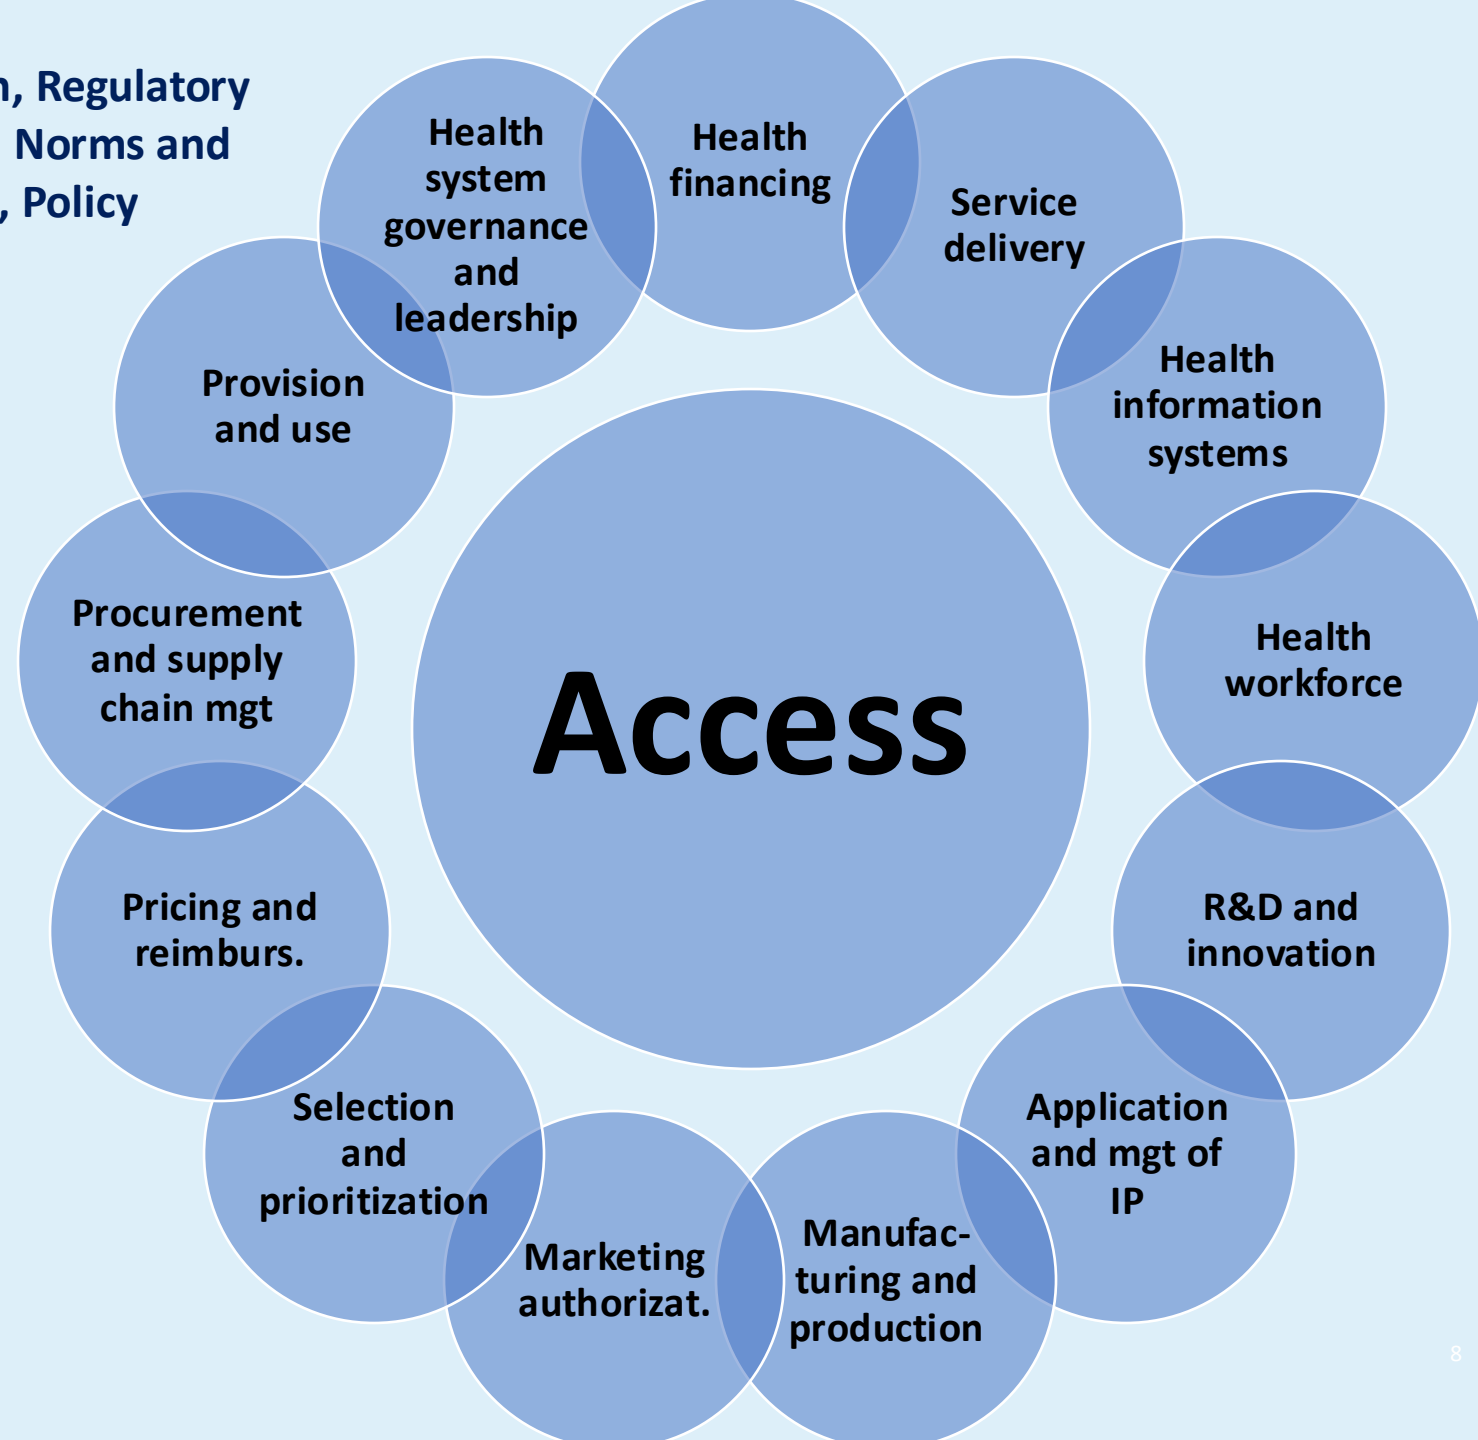 n, Regulatory
Norms and
, Policy
Health
financing
Service
delivery
Health
information
systems
Health
workforce
R&D and
innovation
Application
and mgt of
IP
Manufac-
turing and
production
Marketing
authorizat.
Selection
and
prioritization
Pricing and
reimburs.
Procurement
and supply
chain mgt
Provision
and use
Health
system
governance
and
leadership
Access
8